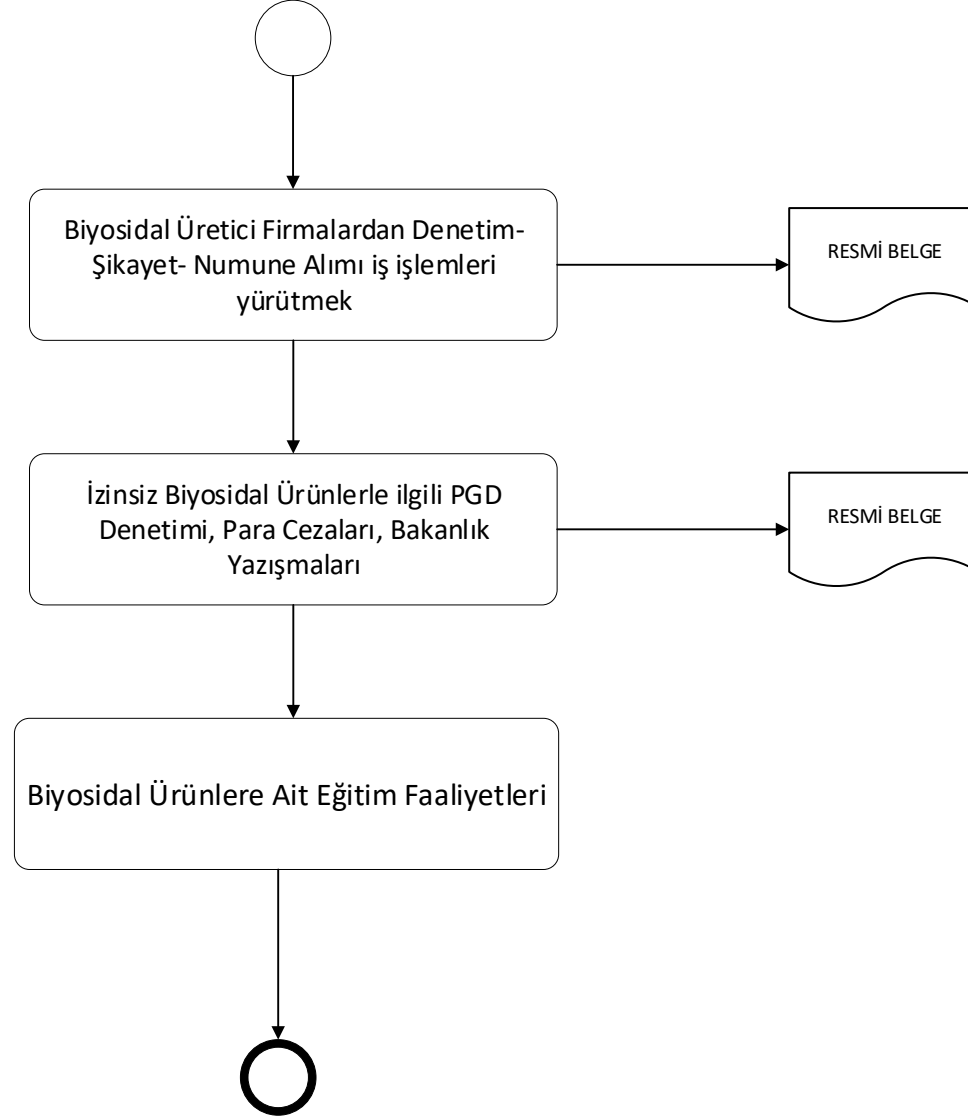 Biyosidal Üretici Firmalardan Denetim-
Şikayet- Numune Alımı iş işlemleri
yürütmek
RESMİ BELGE
İzinsiz Biyosidal Ürünlerle ilgili PGD
Denetimi, Para Cezaları, Bakanlık
Yazışmaları
RESMİ BELGE
Biyosidal Ürünlere Ait Eğitim Faaliyetleri